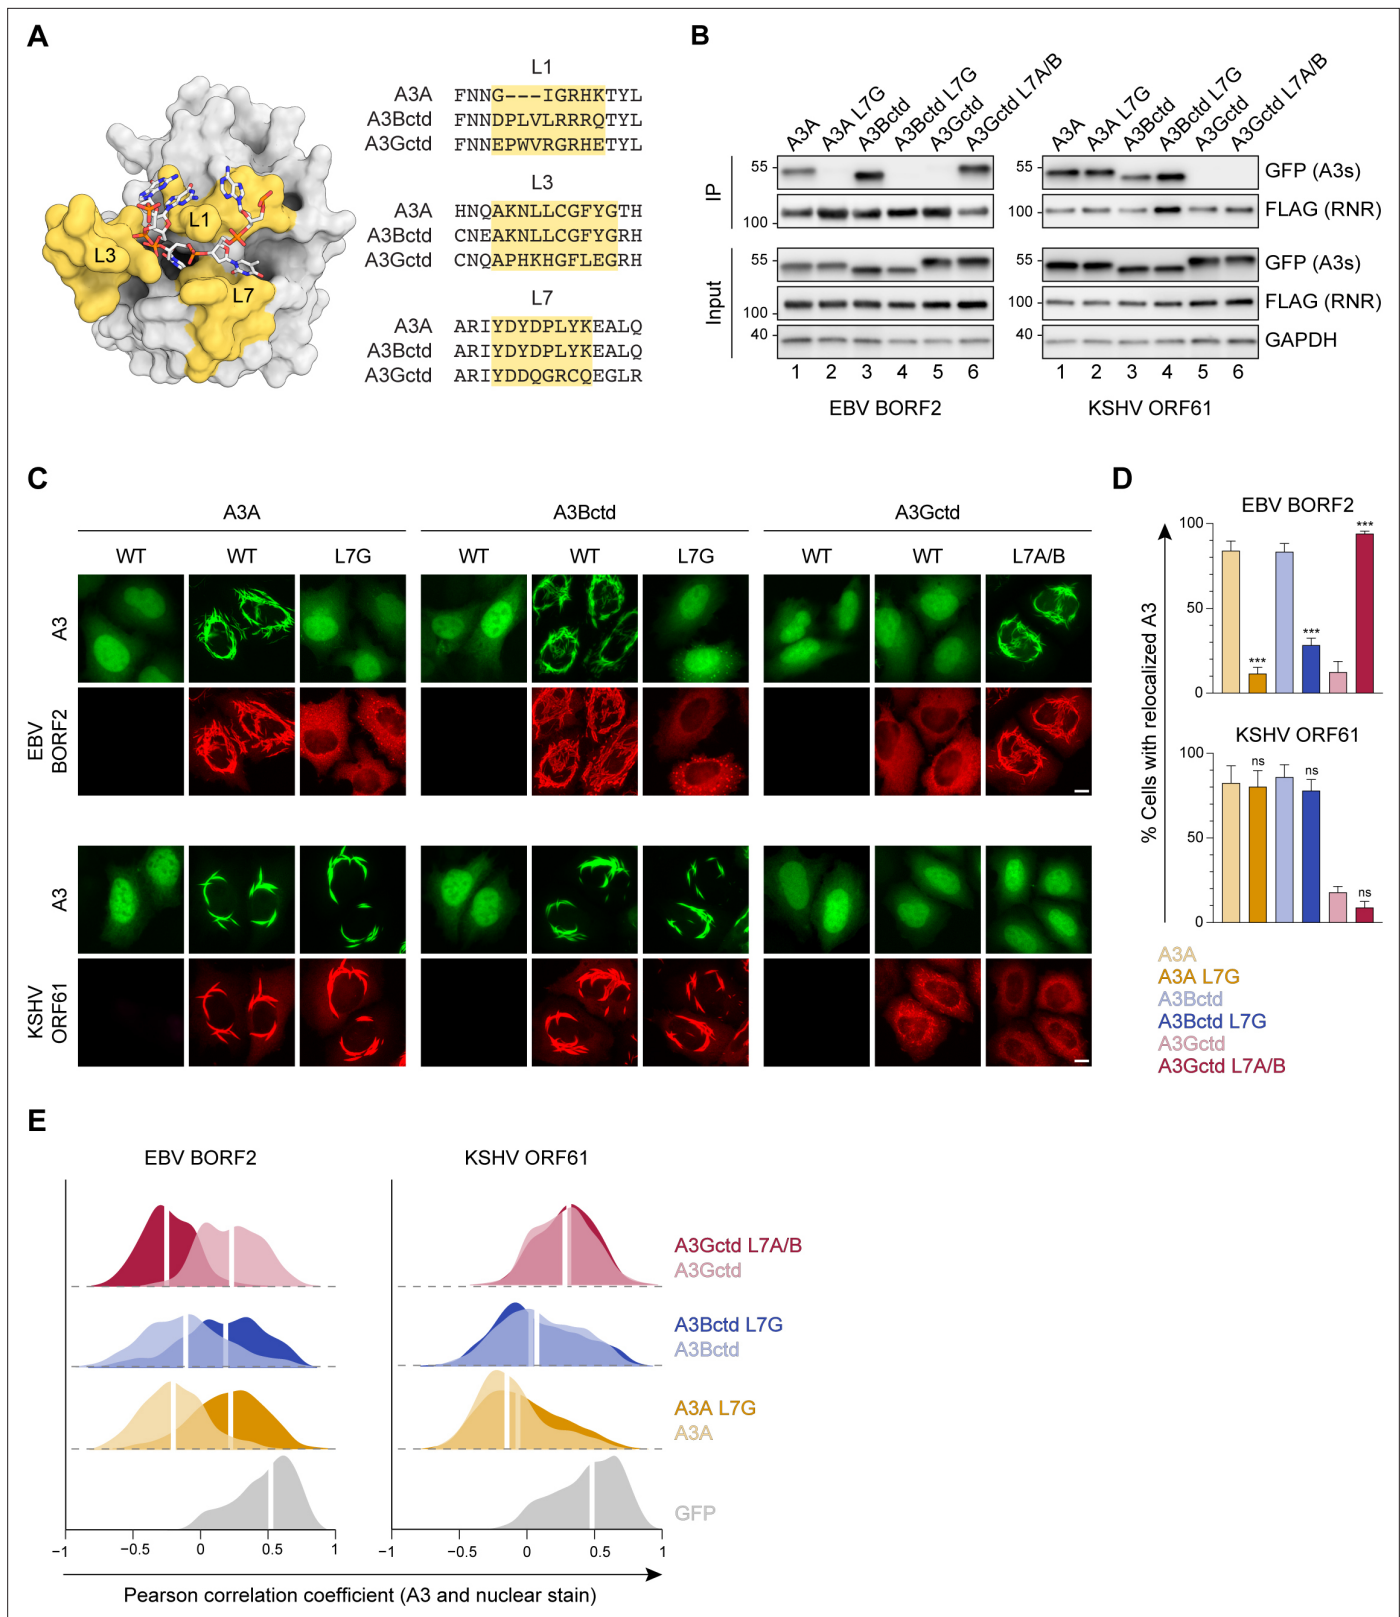 A
L1
L3
L7
L1
A3A FNNG---IGRHKTYL
A3Bctd FNNDPLVLRRRQTYL
A3Gctd FNNEPWVRGRHETYL
L3
A3A HNQAKNLLCGFYGTH
A3Bctd CNEAKNLLCGFYGRH
A3Gctd CNQAPHKHGFLEGRH
L7
A3A ARIYDYDPLYKEALQ
A3Bctd ARIYDYDPLYKEALQ
A3Gctd ARIYDDQGRCQEGLR
B
A3A A3A L7G A3Bctd A3Bctd L7G A3Gctd A3Gctd L7A/B
A3A A3A L7G A3Bctd A3Bctd L7G A3Gctd A3Gctd L7A/B
IP
55 55 GFP (A3s)
100 100 FLAG (RNR)
Input
55 55 GFP (A3s)
100 100 FLAG (RNR)
40 40 GAPDH
1 2 3 4 5 6 1 2 3 4 5 6
EBV BORF2 KSHV ORF61
C
A3A A3Bctd A3Gctd
WT WT L7G WT WT L7G WT WT L7A/B
A3
EBV
BORF2
A3
KSHV
ORF61
D
EBV BORF2
% Cells with relocalized A3
100
50
0
*** *** ***
KSHV ORF61
100
50
0
ns ns ns
A3A
A3A L7G
A3Bctd
A3Bctd L7G
A3Gctd
A3Gctd L7A/B
E
EBV BORF2 KSHV ORF61
A3Gctd L7A/B
A3Gctd
A3Bctd L7G
A3Bctd
A3A L7G
A3A
GFP
−1 −0.5 0 0.5 1 −1 −0.5 0 0.5 1
Pearson correlation coefficient (A3 and nuclear stain)